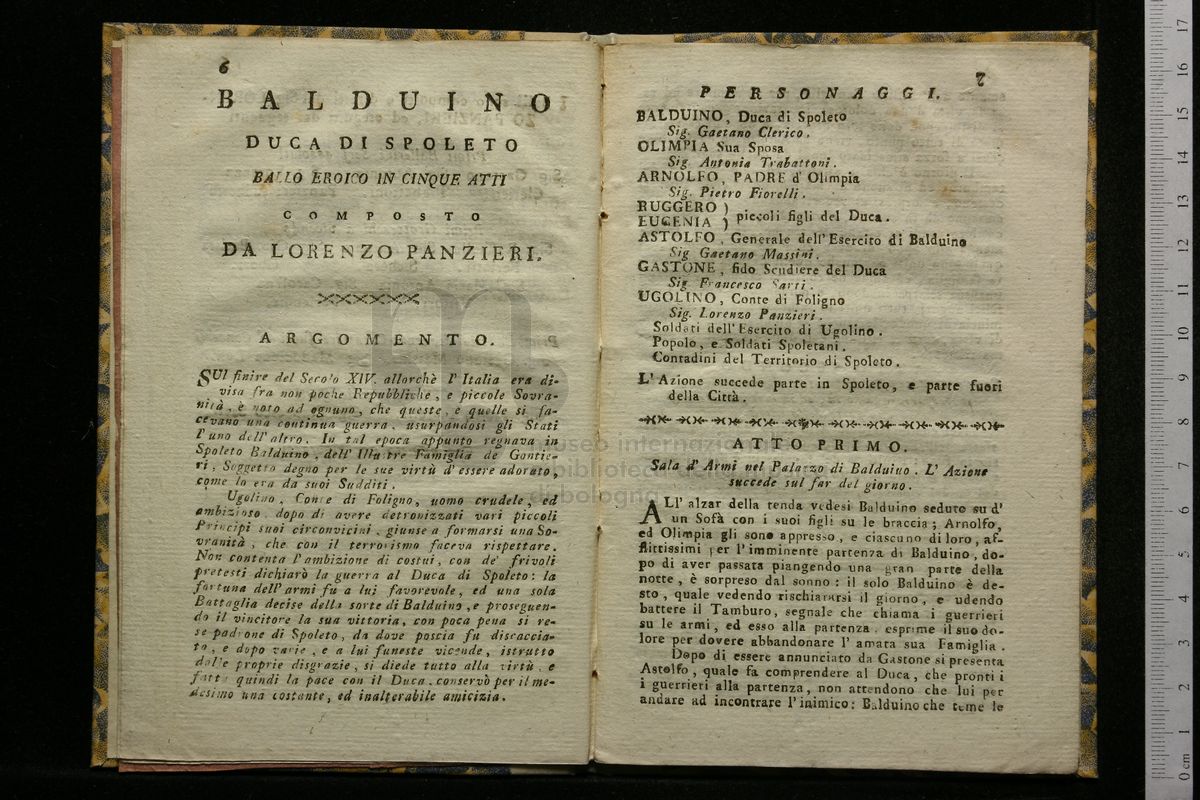 6
BALDUINO
DUCA DI SPOLETO
BALLO EROICO IN CINQUE ATTI
COMPOSTO
DA LORENZO PANZIERI.
ARGOMENTO.
SUl finire del Secolo XIV. allorchè l'Italia era di-
visa fra non poche Repubbliche, e piccole Sovra-
nità, è noto ad ognuno, che queste, e quelle si fa-
cevano una continua guerra, usurpandosi gli Stati
l'uno dell'altro. In tal epoca appunto regnava in
Spoleto Balduino, dell'Illustre Famiglia de Gontie-
ri, Soggetto degno per le sue virtù d'essere adorato,
come lo era da suoi Sudditi.
Ugolino, Conte di Foligno, uomo crudele, ed
ambizioso, dopo di avere detronizzati vari piccoli
Principi suoi circonvicini, giunse a formarsi una So-
vranità, che con il terrorismo faceva rispettare.
Non contenta l'ambizione di costui, con de' frivoli
pretesti dichiarò la guerra al Duca di Spoleto: la
fortuna dell'armi fu a lui favorevole, ed una sola
Battaglia decise della sorte di Balduino, e proseguen-
do il vincitore la sua vittoria, con poca pena si re-
se padrone di Spoleto, da dove poscia fu discaccia-
to, e dopo varie, e a lui funeste vicende, istrutto
dalle proprie disgrazie, si diede tutto alla virtù, e
fatta quindi la pace con il Duca, conservò per il me-
desimo una costante, ed inalterabile amicizia.
7
PERSONAGGI.
BALDUINO, Duca di Spoleto
Sig. Gaetano Clerico.
OLIMPIA Sua Sposa
Sig. Antonia Trabattoni.
ARNOLFO, PADRE d'Olimpia
Sig. Pietro Fiorelli.
RUGGERO )
EUGENIA ) piccoli figli del Duca.
ASTOLFO, Generale dell'Esercito di Balduino
Sig Gaetano Massini.
GASTONE, fido Scudiere del Duca
Sig. Francesco Sarti.
UGOLINO, Conte di Foligno
Sig. Lorenzo Panzieri.
Soldati dell'Esercito di Ugolino.
Popolo, e Soldati Spoletani.
Contadini del Territorio di Spoleto.
L'Azione succede parte in Spoleto, e parte fuori
della Città.
ATTO PRIMO.
Sala d'Armi nel Palazzo di Balduino. L'Azione
succede sul far del giorno.
ALl'alzar della tenda vedesi Balduino seduto su d'
un Sofà con i suoi figli su le braccia; Arnolfo,
ed Olimpia gli sono appresso, e ciascuno di loro, af-
flittissimi per l'imminente partenza di Balduino, do-
po di aver passata piangendo una gran parte della
notte, è sorpreso dal sonno: il solo Balduino è de-
sto, quale vedendo rischiararsi il giorno, e udendo
battere il Tamburo, segnale che chiama i guerrieri
su le armi, ed esso alla partenza, esprime il suo do-
lore per dovere abbandonare l'amata sua Famiglia.
Dopo di essere annunciato da Gastone si presenta
Astolfo, quale fa comprendere al Duca, che pronti i
i guerrieri alla partenza, non attendono che lui per
andare ad incontrare l'inimico: Balduino che teme le
museo internazionale
biblioteca
bologna
0 cm 1 2 3 4 5 6 7 8 9 10 11 12 13 14 15 16 17